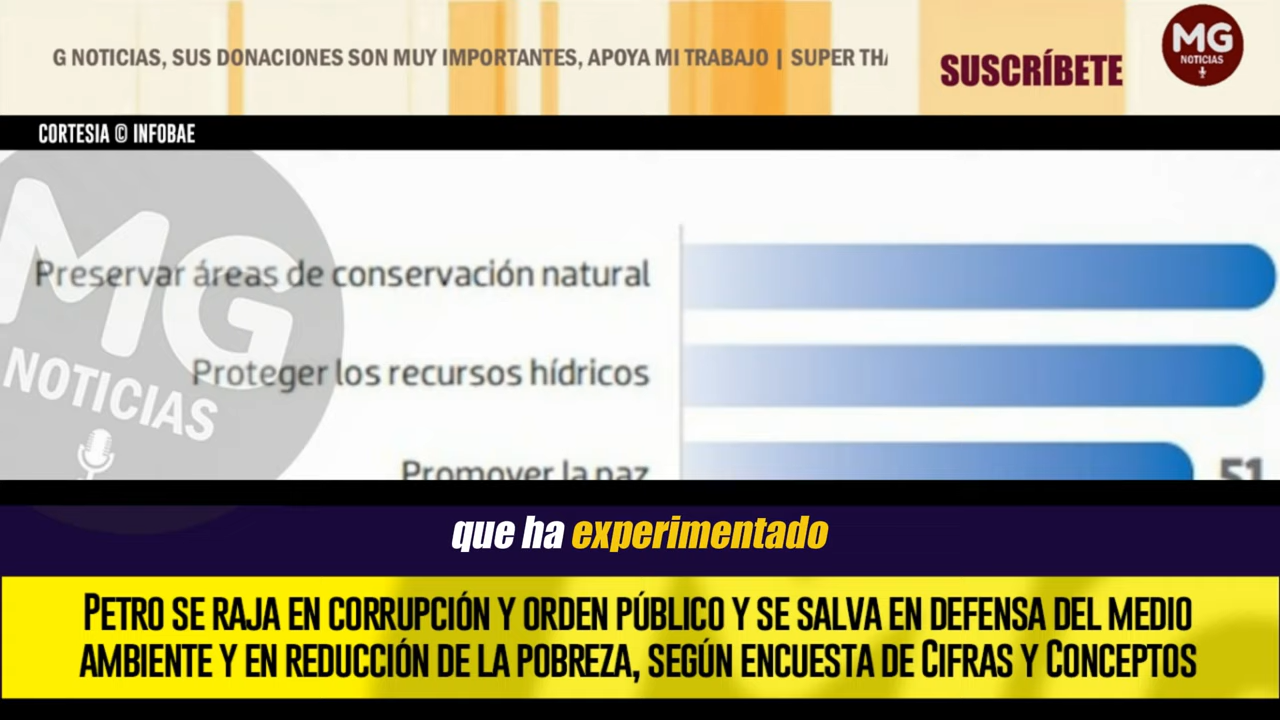 G NOTICIAS, SUS DONACIONES SON MUY IMPORTANTES, APOYA MI TRABAJO | SUPER
SUSCRÍBETE
MG
NOTICIAS
CORTESIA © INFOBAE
MG
NOTICIAS
Preservar áreas de conservación natural
Proteger los recursos hídricos
Promover la paz
51
que ha experimentado
PETRO SE RAJA EN CORRUPCIÓN Y ORDEN PÚBLICO Y SE SALVA EN DEFENSA DEL MEDIO
AMBIENTE Y EN REDUCCIÓN DE LA POBREZA, SEGÚN ENCUESTA DE CIFRAS Y CONCEPTOS